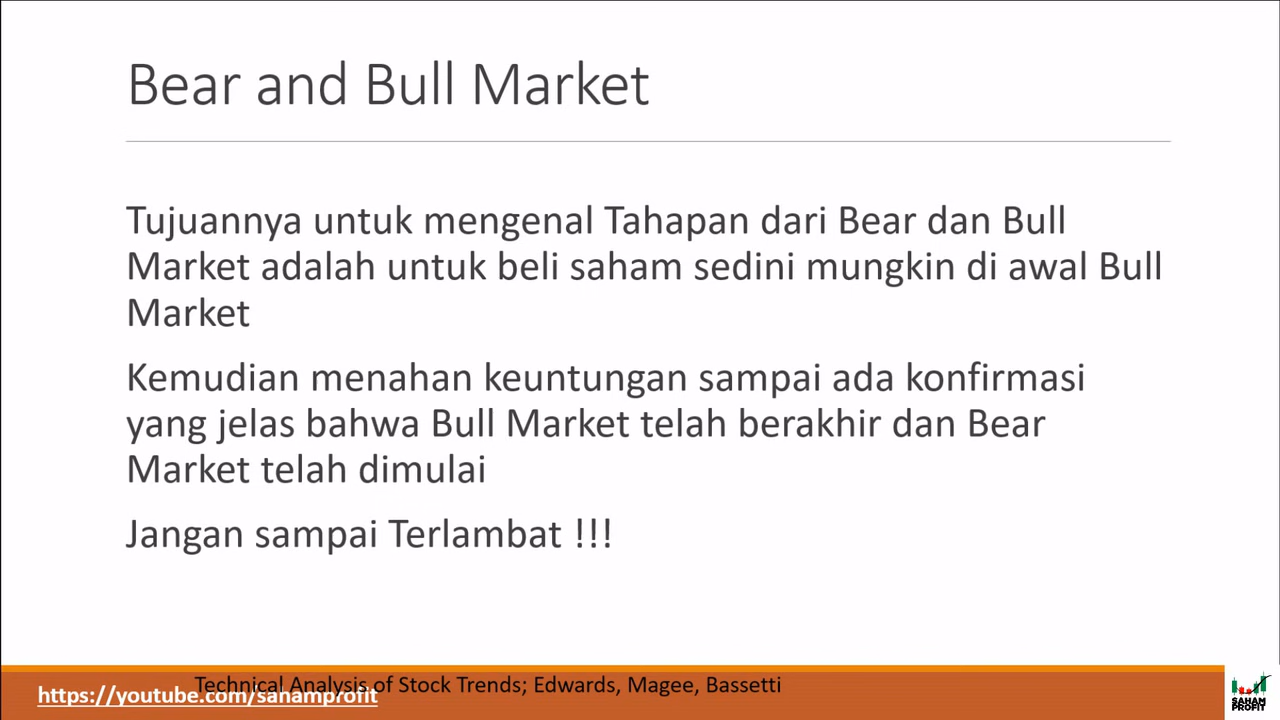 Bear and Bull Market
Tujuannya untuk mengenal Tahapan dari Bear dan Bull
Market adalah untuk beli saham sedini mungkin di awal Bull
Market
Kemudian menahan keuntungan sampai ada konfirmasi
yang jelas bahwa Bull Market telah berakhir dan Bear
Market telah dimulai
Jangan sampai Terlambat !!!
Technical Analysis of Stock Trends; Edwards, Magee, Bassetti
https://youtube.com/sahamprofit
SAHAM
PROFIT